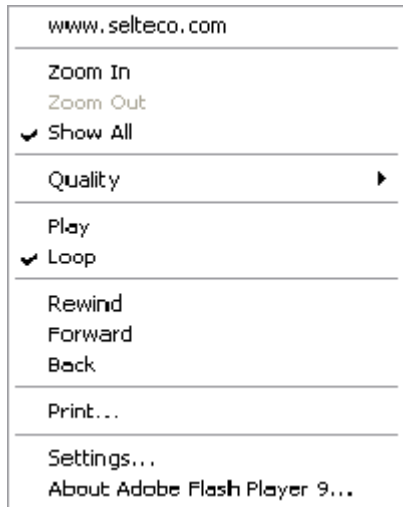 www.selteco.com
Zoom In
Zoom Out
Show All
Quality
Play
Loop
Rewind
Forward
Back
Print...
Settings...
About Adobe Flash Player 9...